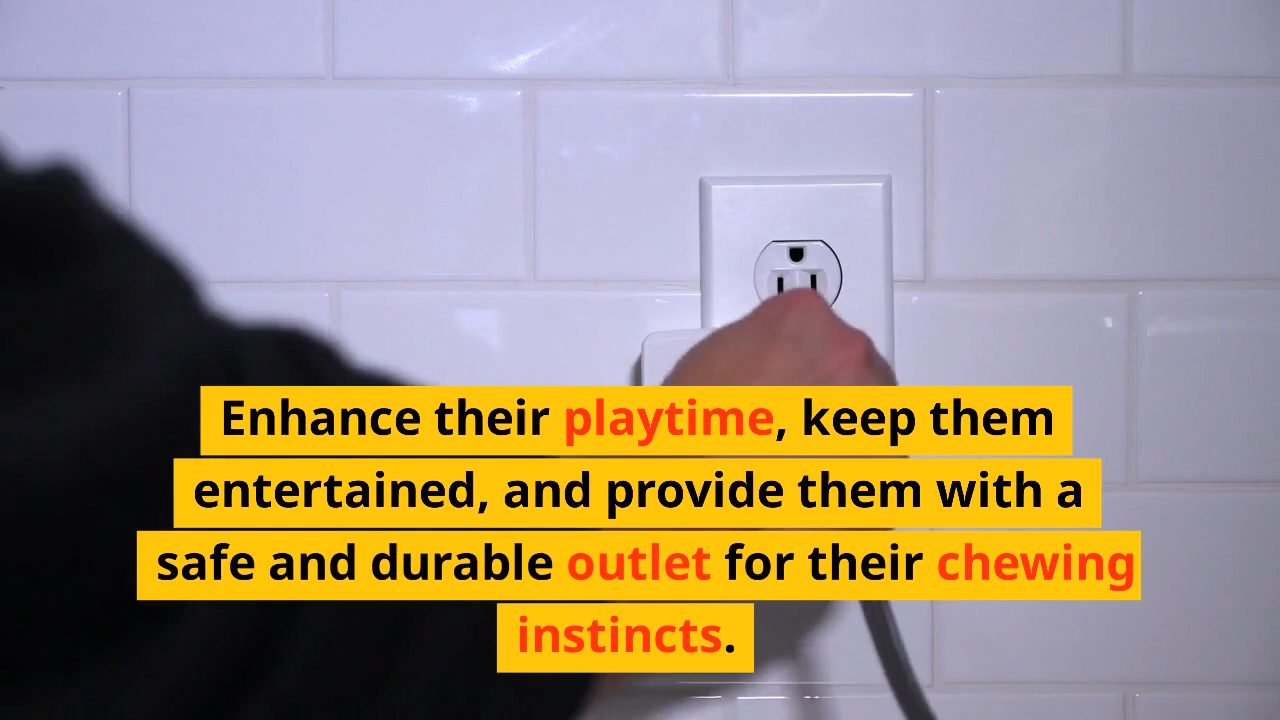 Enhance their playtime, keep them
entertained, and provide them with a
safe and durable outlet for their chewing
instincts.